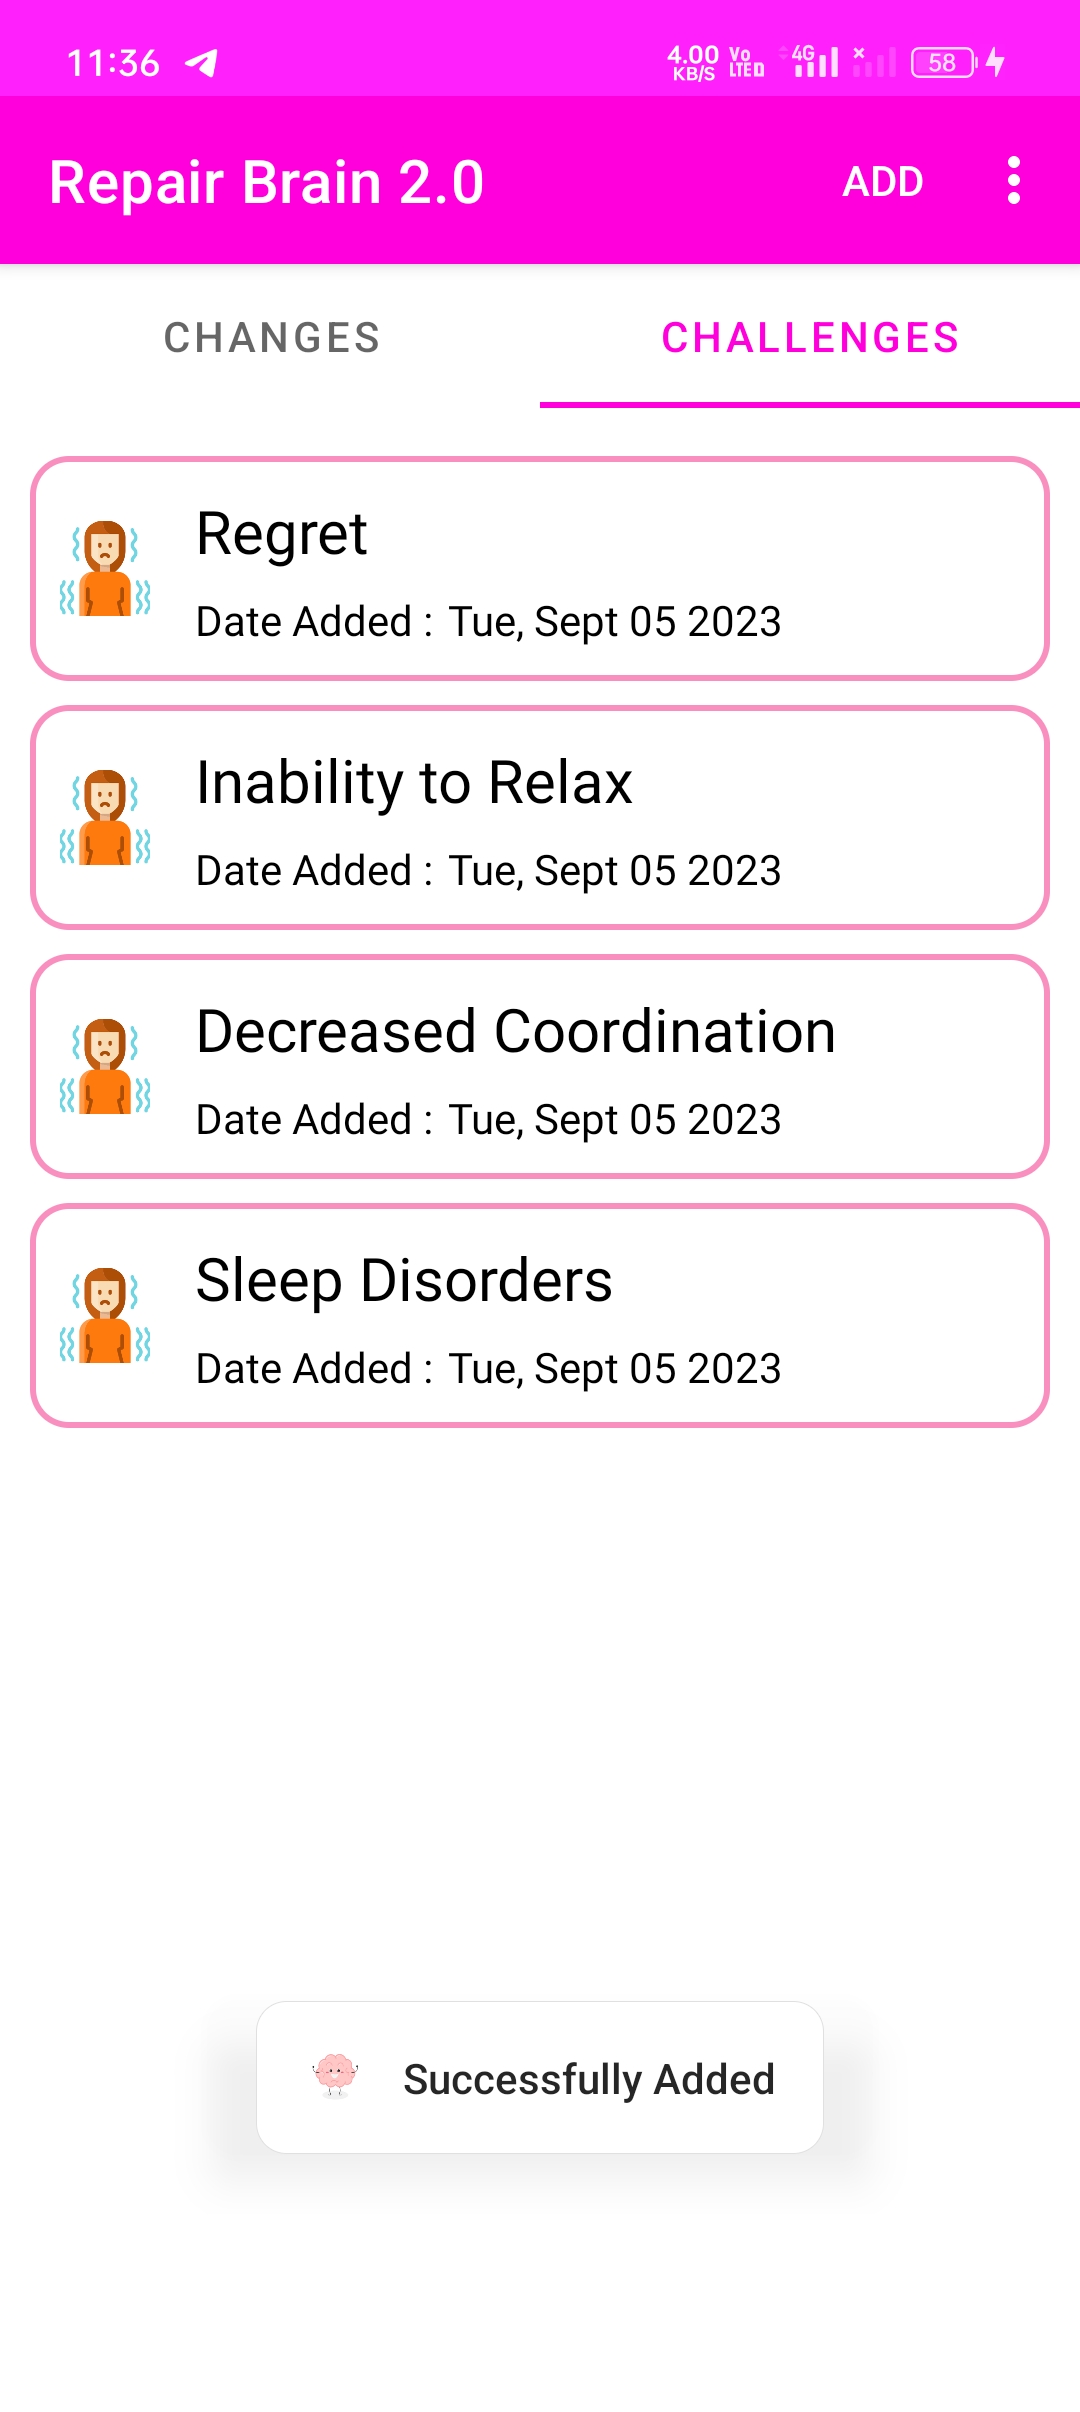 11:36
4.00 KB/S
Vo LTE
4G
58
Repair Brain 2.0
ADD
CHANGES
CHALLENGES
Regret
Date Added : Tue, Sept 05 2023
Inability to Relax
Date Added : Tue, Sept 05 2023
Decreased Coordination
Date Added : Tue, Sept 05 2023
Sleep Disorders
Date Added : Tue, Sept 05 2023
Successfully Added